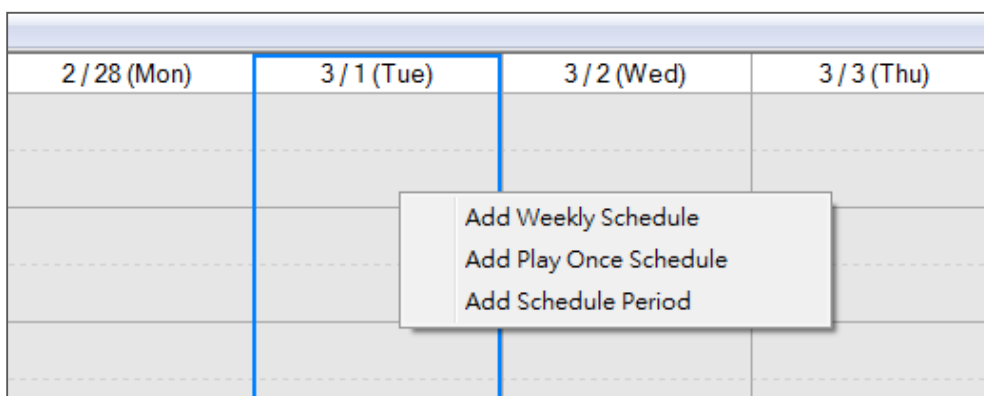 2 / 28 (Mon) 3 / 1 (Tue) 3 / 2 (Wed) 3 / 3 (Thu)
Add Weekly Schedule
Add Play Once Schedule
Add Schedule Period